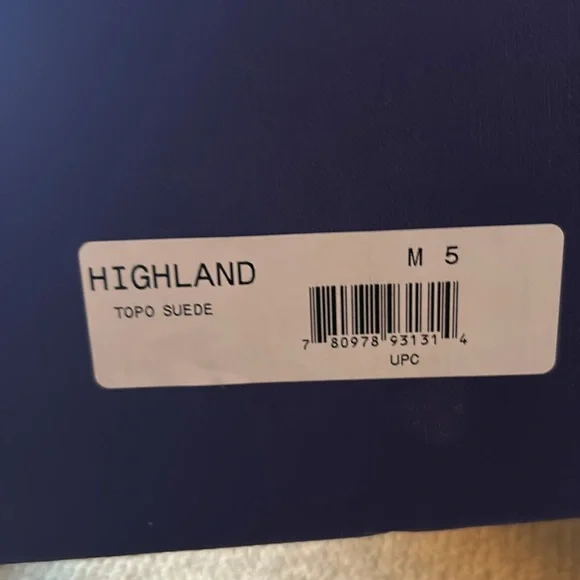 M 5
HIGHLAND
TOPO SUEDE
7 80978 93131 4
UPC